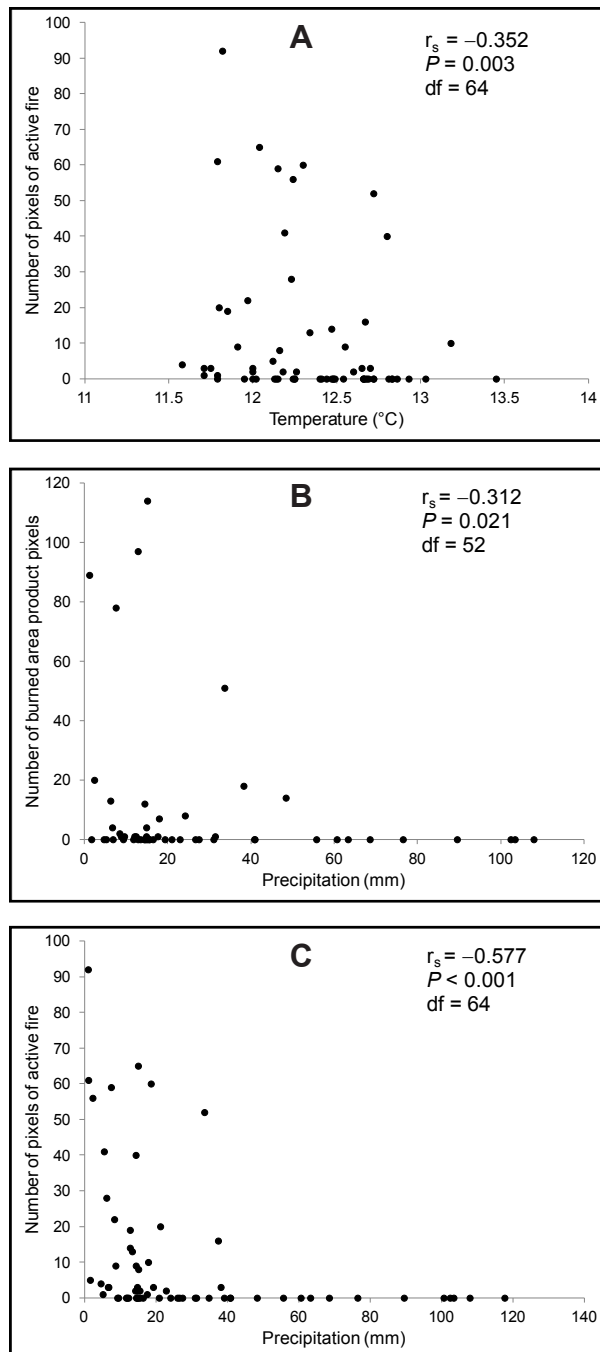 A
r_s = −0.352
P = 0.003
df = 64
Number of pixels of active fire
100
90
80
70
60
50
40
30
20
10
0
11 11.5 12 12.5 13 13.5 14
Temperature (°C)
B
r_s = −0.312
P = 0.021
df = 52
Number of burned area product pixels
120
100
80
60
40
20
0
0 20 40 60 80 100 120
Precipitation (mm)
C
r_s = −0.577
P < 0.001
df = 64
Number of pixels of active fire
100
90
80
70
60
50
40
30
20
10
0
0 20 40 60 80 100 120 140
Precipitation (mm)